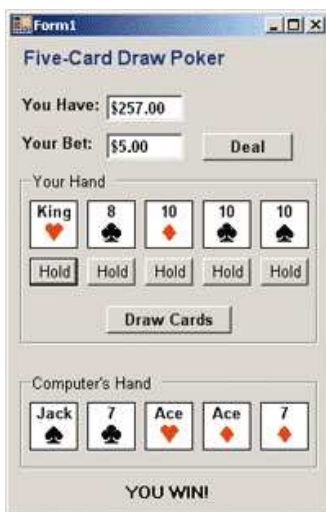 Form1
Five-Card Draw Poker
You Have: $257.00
Your Bet: $5.00 Deal
Your Hand
King 8 10 10 10
Hold Hold Hold Hold Hold
Draw Cards
Computer's Hand
Jack 7 Ace Ace 7
YOU WIN!